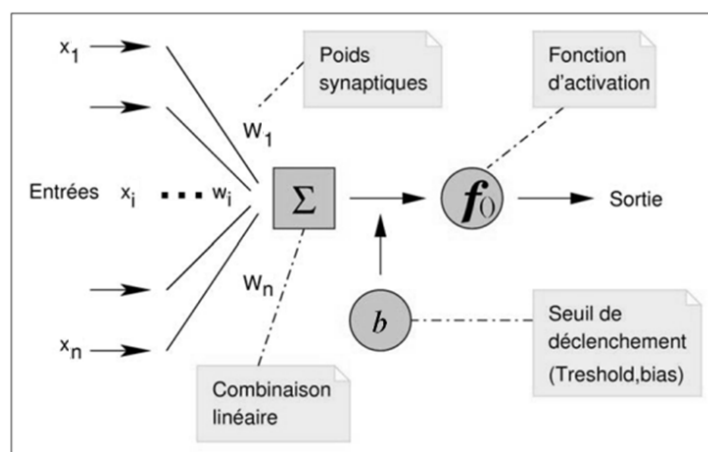 x1
Poids
synaptiques
Fonction
d'activation
W1
Entrées xi ▪ ▪ ▪ wi
Σ
f()
Sortie
Wn
b
xn
Seuil de
déclenchement
(Treshold,bias)
Combinaison
linéaire